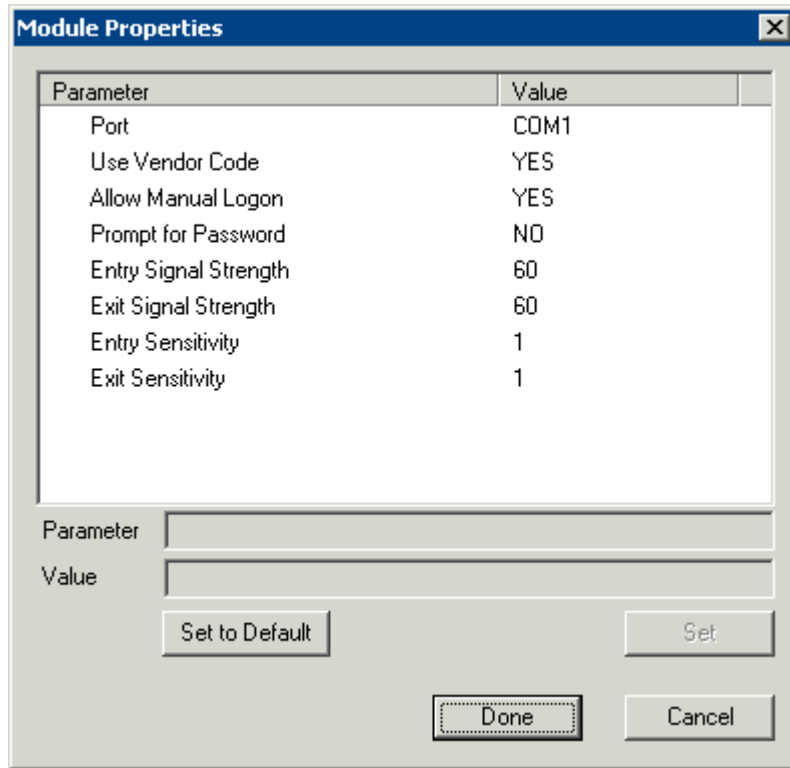 Module Properties
Parameter Value
Port COM1
Use Vendor Code YES
Allow Manual Logon YES
Prompt for Password NO
Entry Signal Strength 60
Exit Signal Strength 60
Entry Sensitivity 1
Exit Sensitivity 1
Parameter
Value
Set to Default Set
Done Cancel